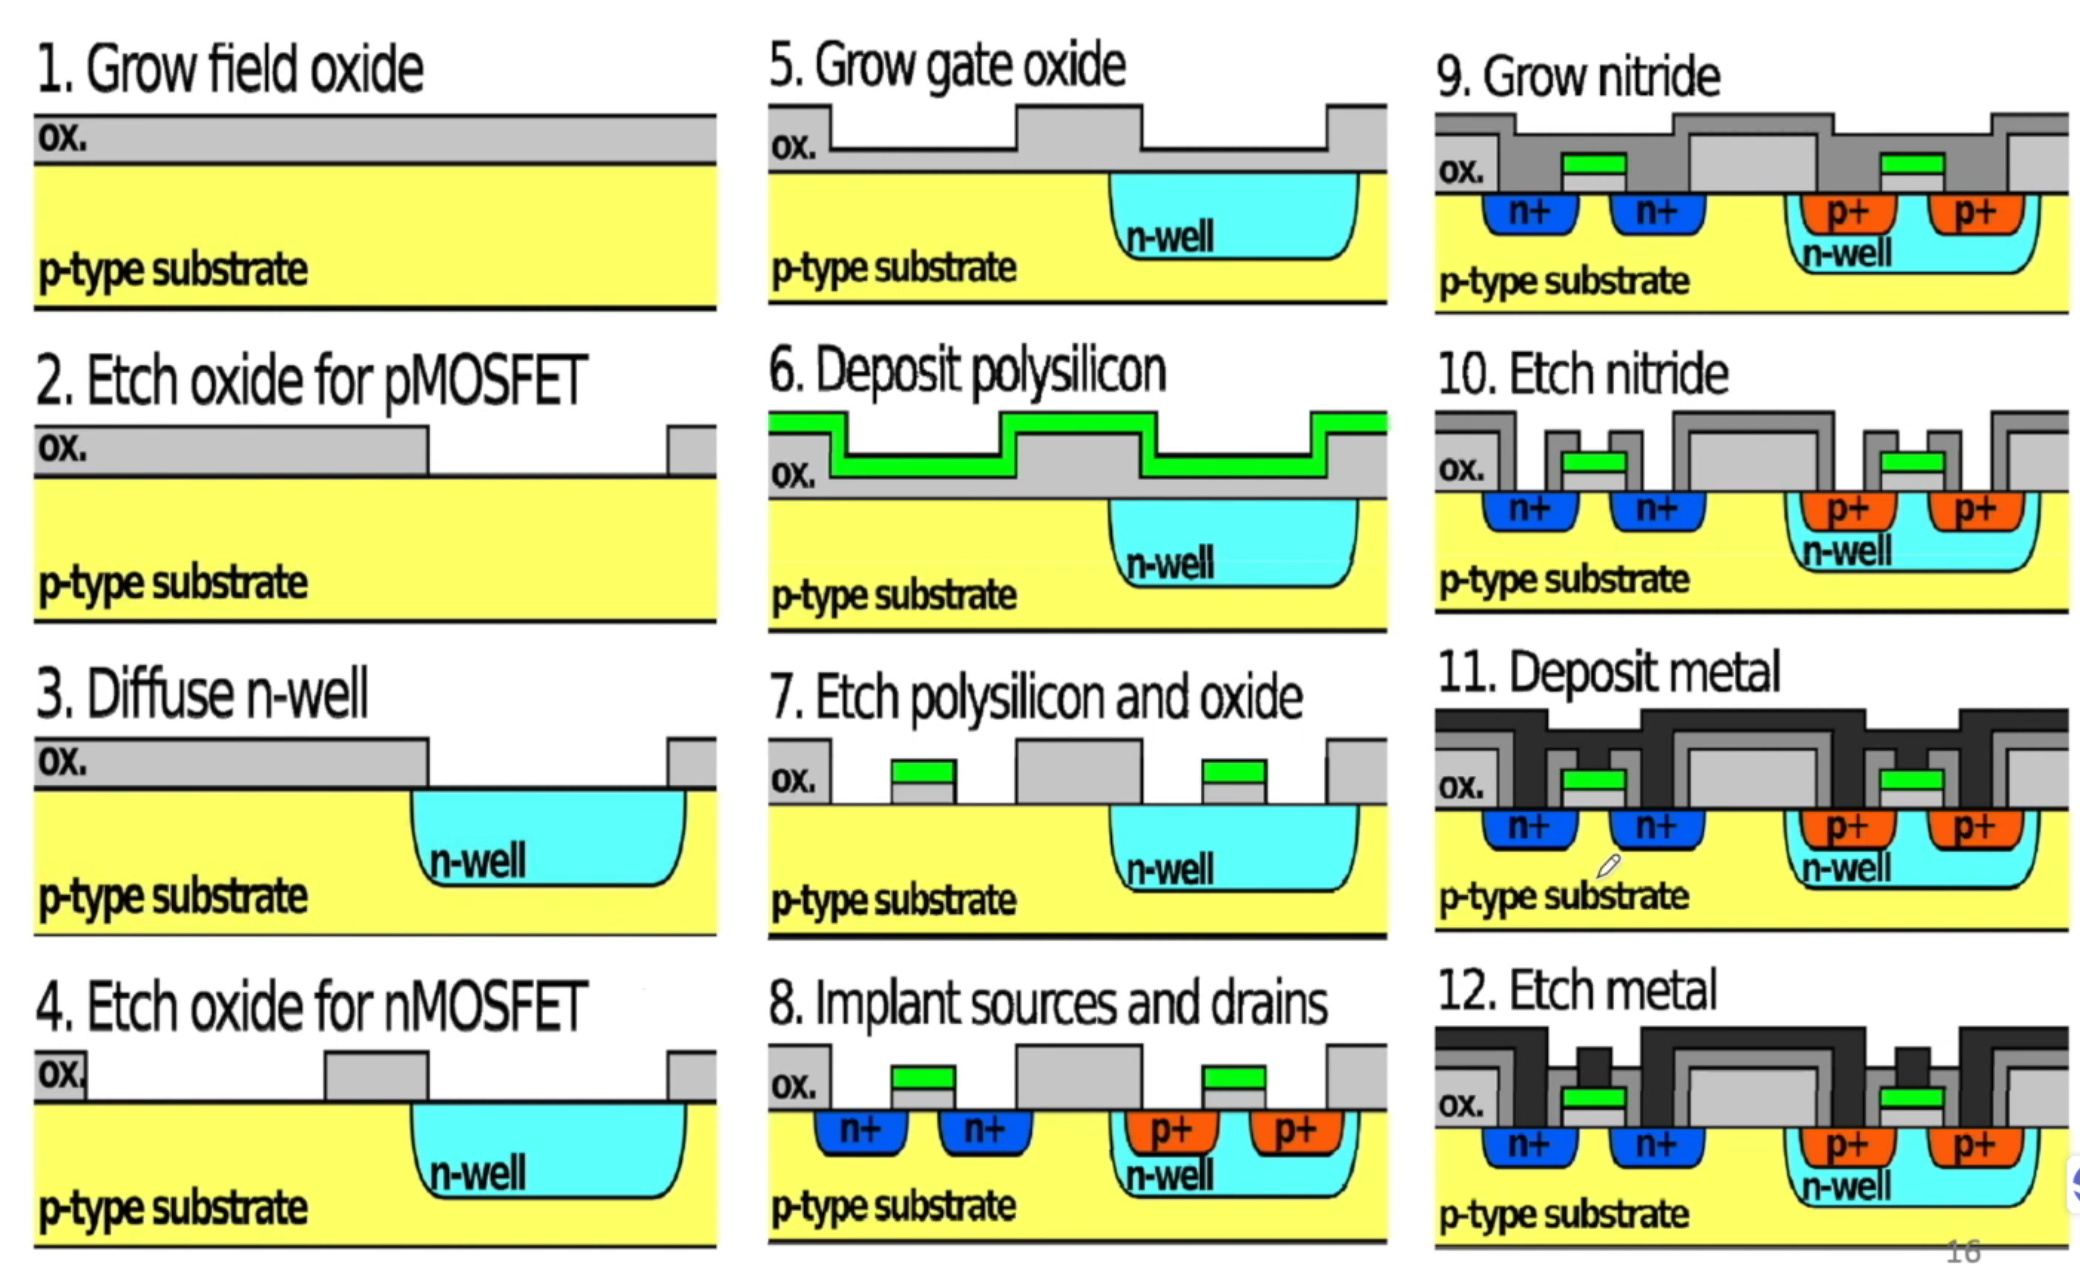 1. Grow field oxide
ox.
p-type substrate
2. Etch oxide for pMOSFET
ox.
p-type substrate
3. Diffuse n-well
ox.
n-well
p-type substrate
4. Etch oxide for nMOSFET
ox.
n-well
p-type substrate
5. Grow gate oxide
ox.
n-well
p-type substrate
6. Deposit polysilicon
ox.
n-well
p-type substrate
7. Etch polysilicon and oxide
ox.
n-well
p-type substrate
8. Implant sources and drains
ox.
n+ n+ p+ p+
n-well
p-type substrate
9. Grow nitride
ox.
n+ n+ p+ p+
n-well
p-type substrate
10. Etch nitride
ox.
n+ n+ p+ p+
n-well
p-type substrate
11. Deposit metal
ox.
n+ n+ p+ p+
n-well
p-type substrate
12. Etch metal
ox.
n+ n+ p+ p+
n-well
p-type substrate
16